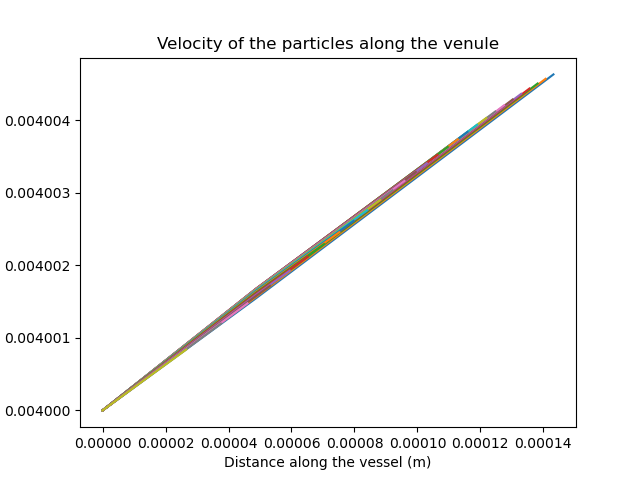 Velocity of the particles along the venule
0.004004
0.004003
0.004002
0.004001
0.004000
0.00000 0.00002 0.00004 0.00006 0.00008 0.00010 0.00012 0.00014
Distance along the vessel (m)